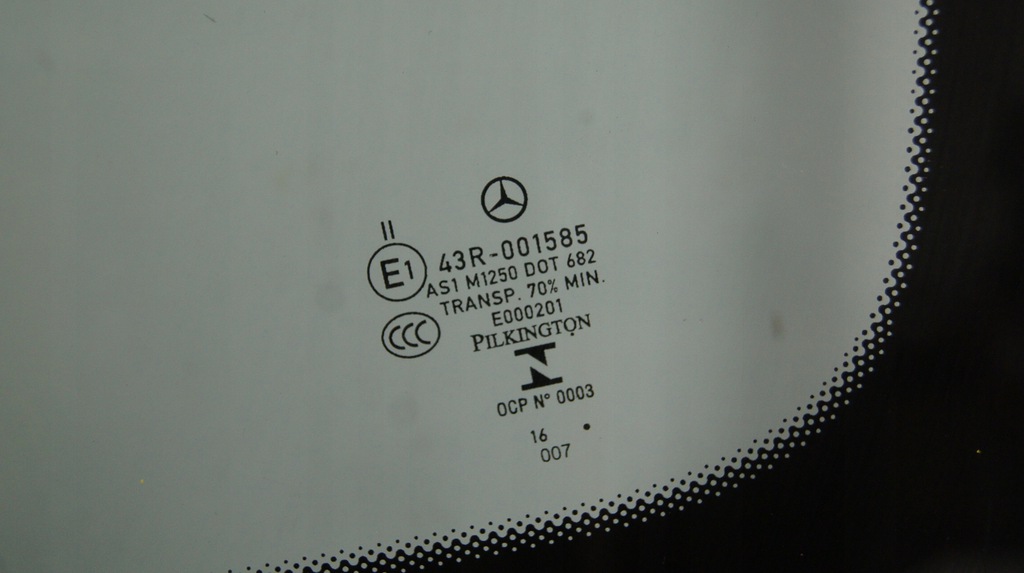 II
E1 43R-001585
AS1 M1250 DOT 682
TRANSP. 70% MIN.
E000201
CCC
PILKINGTON
OCP N° 0003
16
007